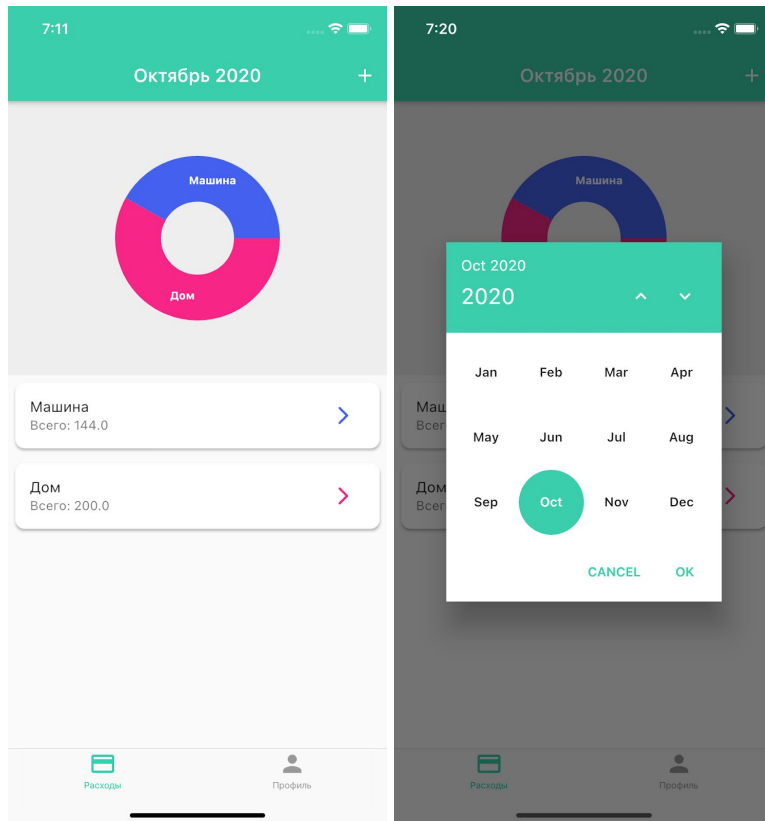 7:11
Октябрь 2020
+
Машина
Дом
Машина
Всего: 144.0
Дом
Всего: 200.0
Расходы
Профиль
7:20
Октябрь 2020
+
Машина
Oct 2020
2020
Jan Feb Mar Apr
May Jun Jul Aug
Sep Oct Nov Dec
CANCEL OK
Маш
Всег
Дом
Всег
Расходы
Профиль